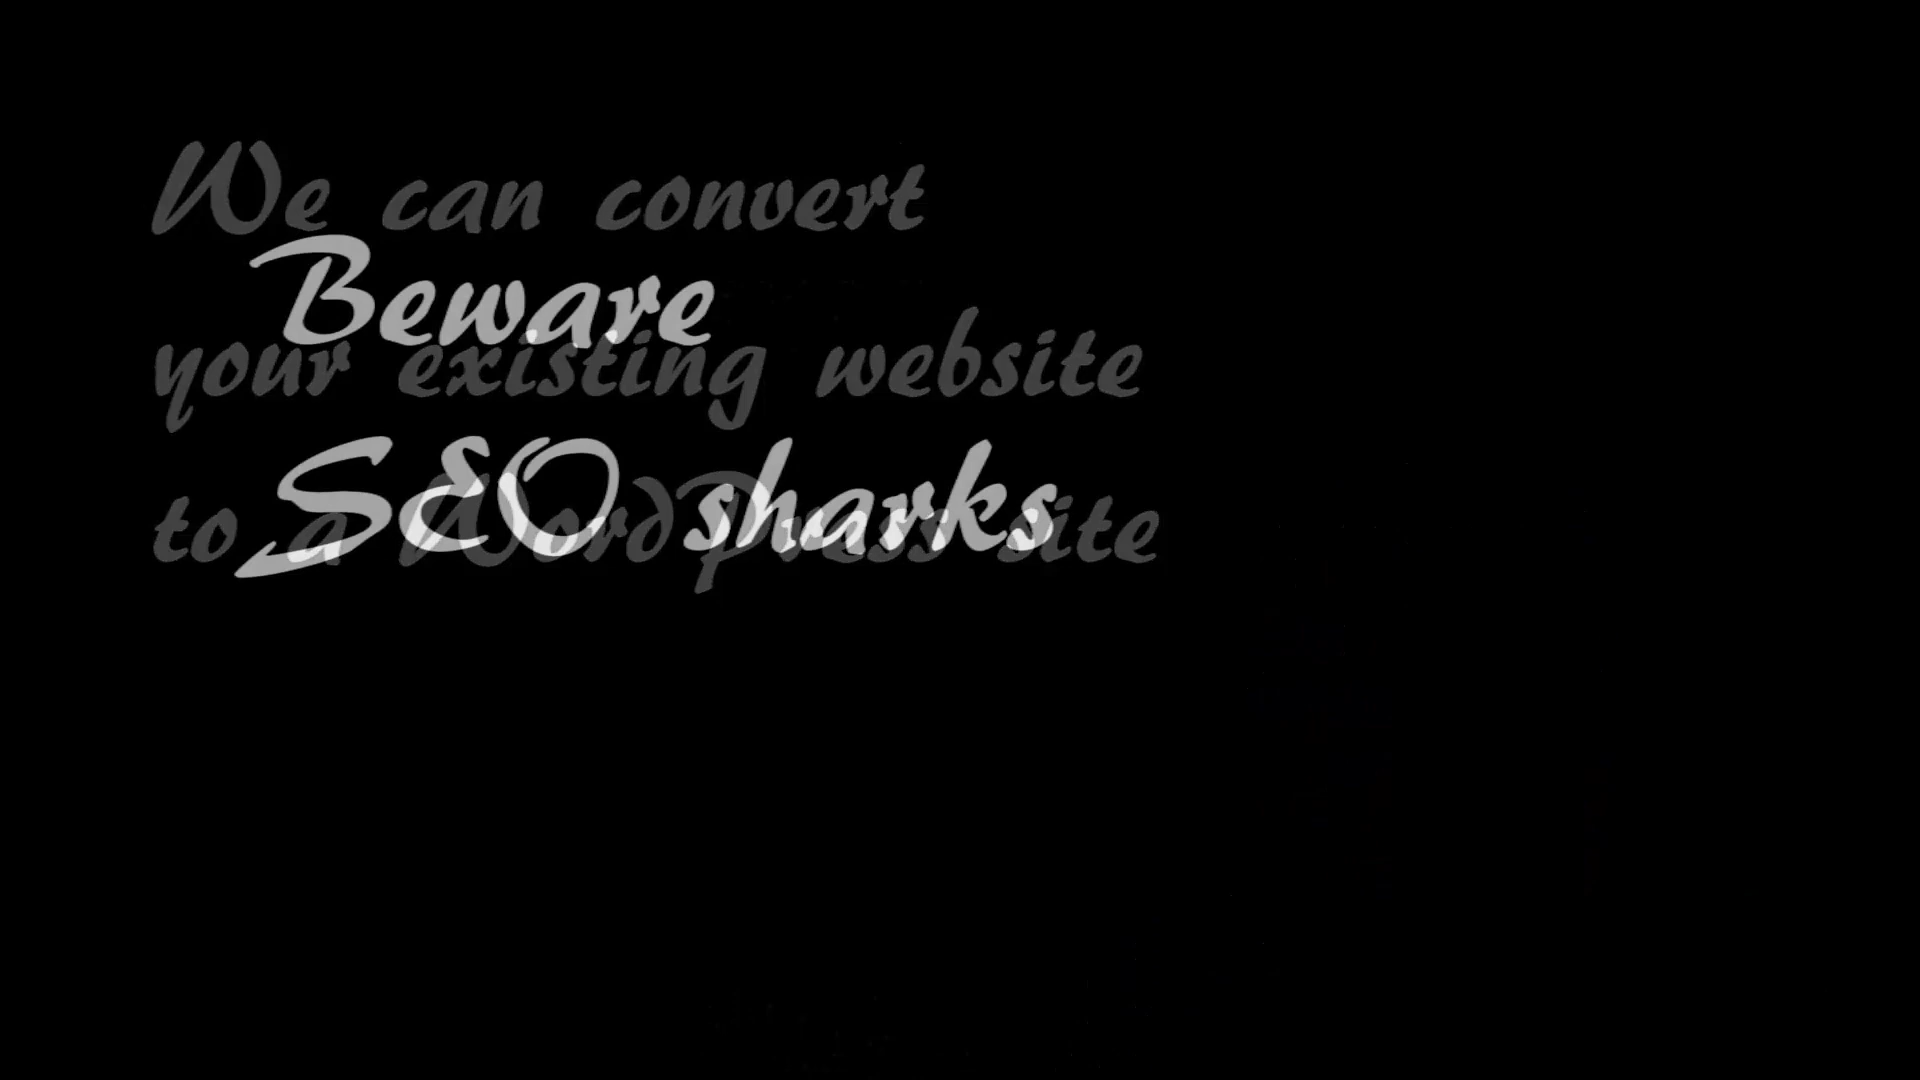 We can convert
Beware
your existing website
SEO sharks
to a WordPress site